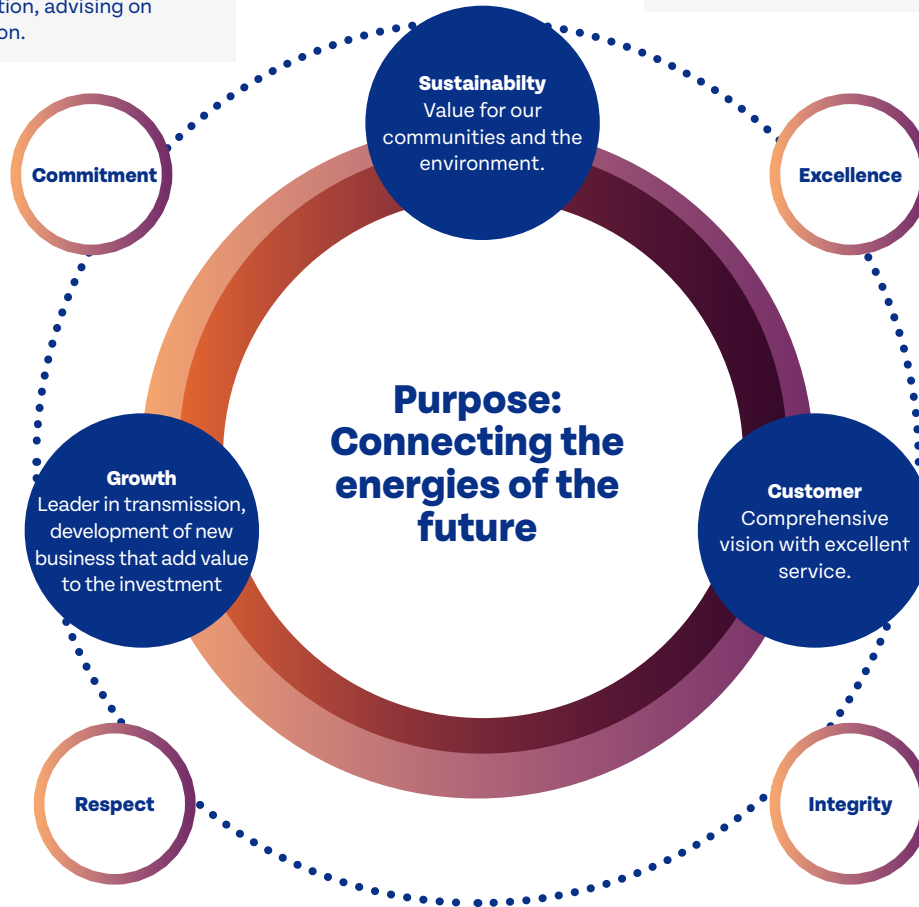 tion, advising on
on.
Sustainabilty
Value for our
communities and the
environment.
Commitment
Excellence
Purpose:
Connecting the
energies of the
future
Growth
Leader in transmission,
development of new
business that add value
to the investment
Customer
Comprehensive
vision with excellent
service.
Respect
Integrity